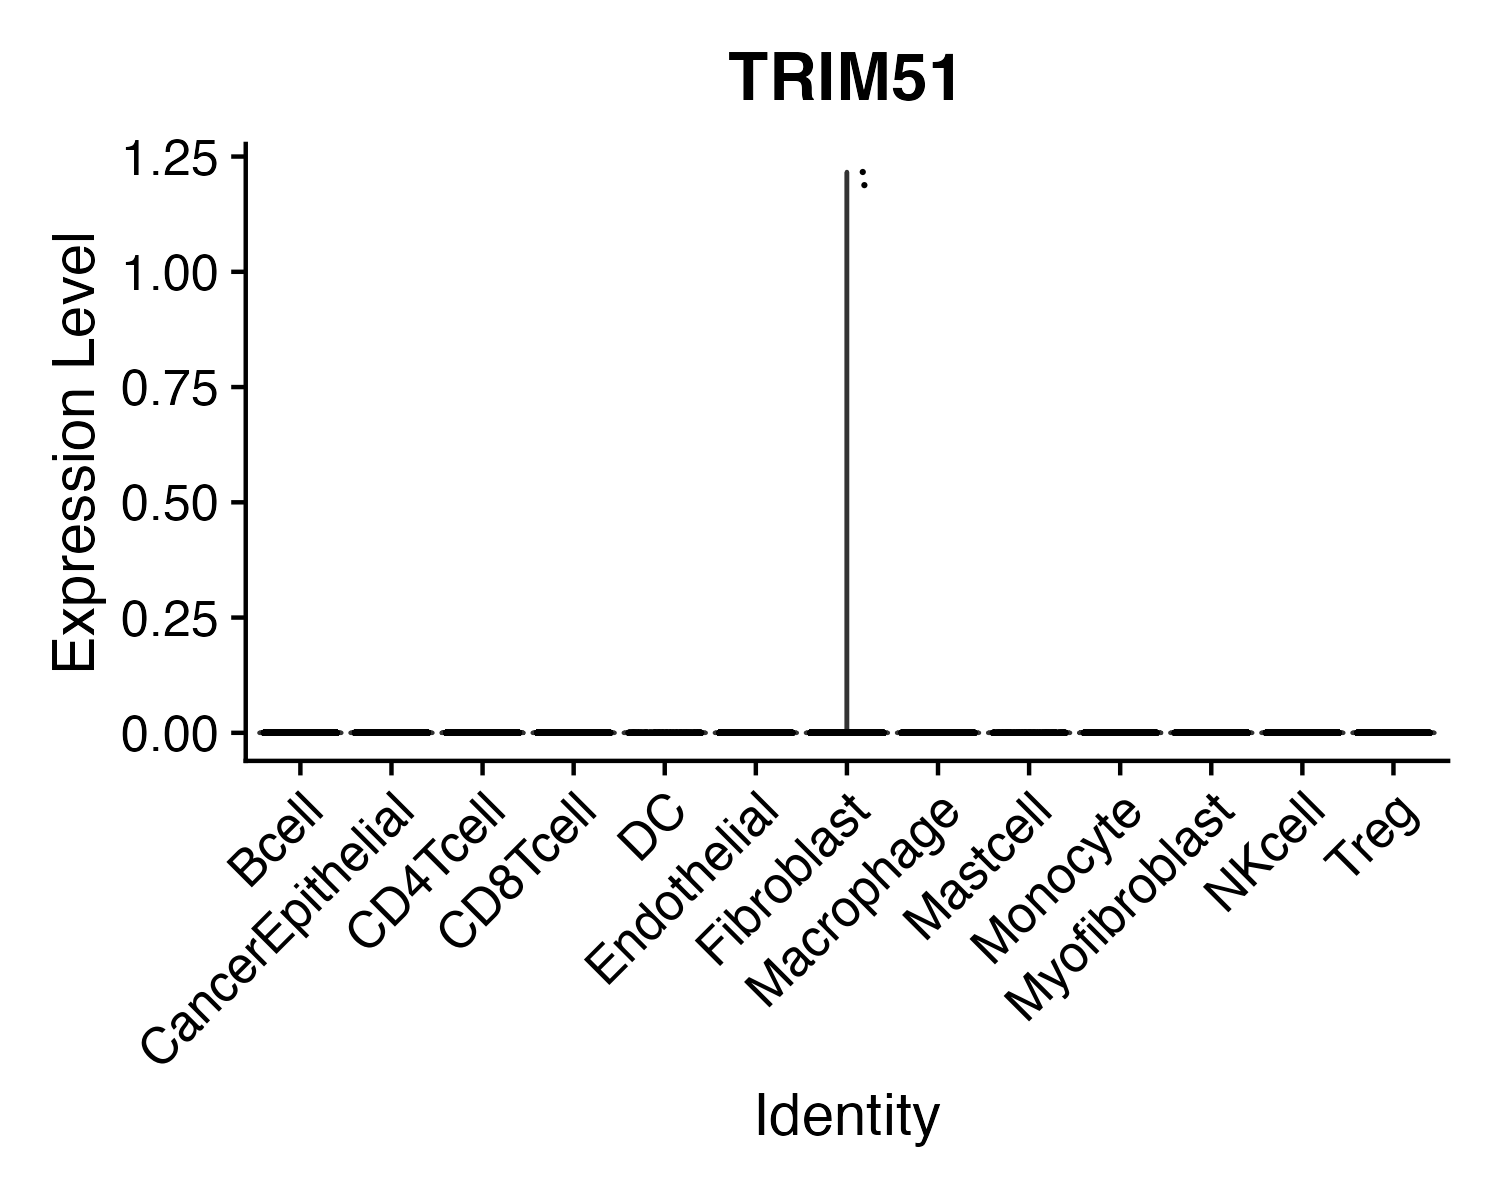 TRIM51
Expression Level
1.25
1.00
0.75
0.50
0.25
0.00
Bcell
CancerEpithelial
CD4Tcell
CD8Tcell
DC
Endothelial
Fibroblast
Macrophage
Mastcell
Monocyte
Myofibroblast
NKcell
Treg
Identity